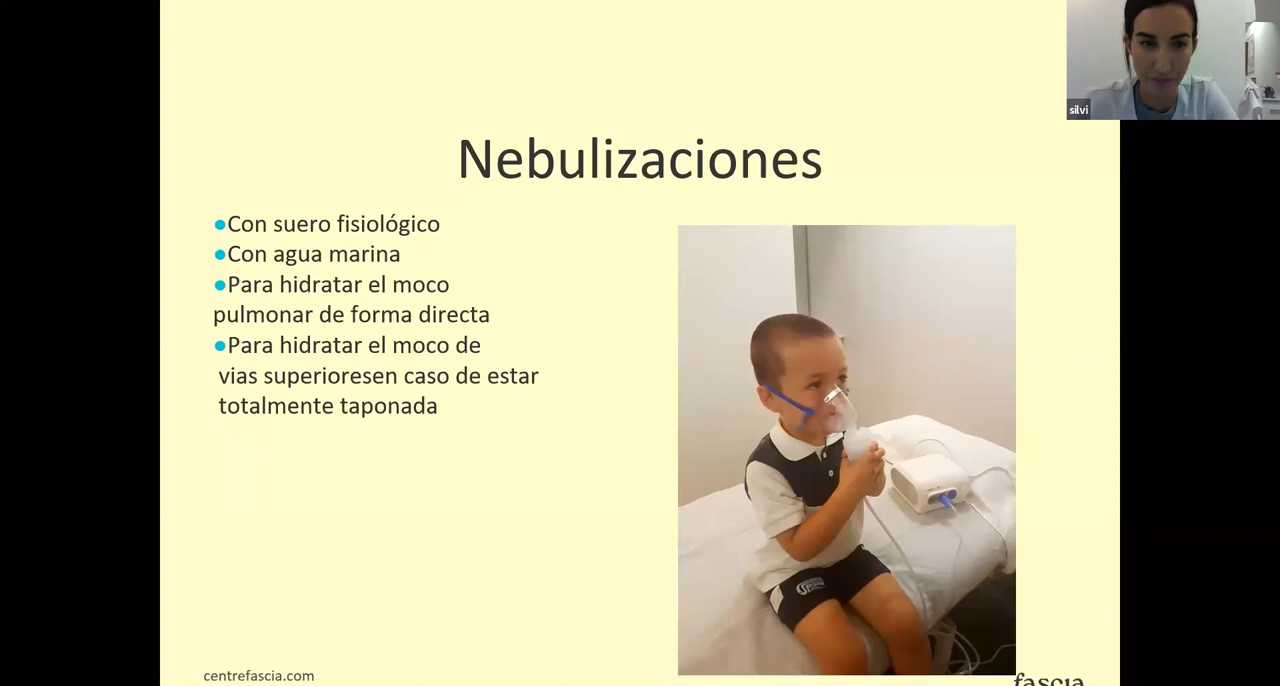 silvi
Nebulizaciones
●Con suero fisiológico
●Con agua marina
●Para hidratar el moco
pulmonar de forma directa
●Para hidratar el moco de
vias superioresen caso de estar
totalmente taponada
centrefascia.com
fascia